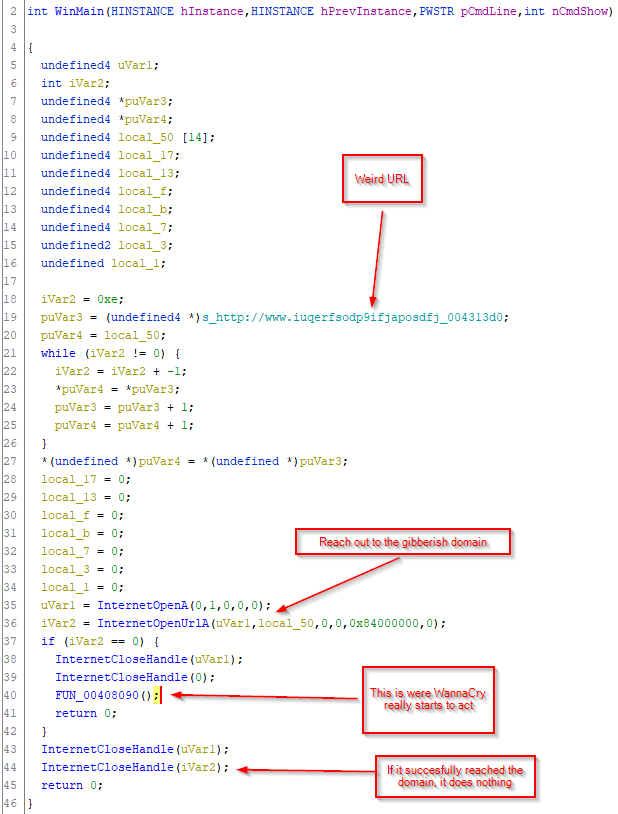 2 int WinMain(HINSTANCE hInstance,HINSTANCE hPrevInstance,PWSTR pCmdLine,int nCmdShow)
3
4 {
5 undefined4 uVar1;
6 int iVar2;
7 undefined4 *puVar3;
8 undefined4 *puVar4;
9 undefined4 local_50 [14];
10 undefined4 local_17;
11 undefined4 local_13;
12 undefined4 local_f;
13 undefined4 local_b;
14 undefined4 local_7;
15 undefined2 local_3;
16 undefined local_1;
Weird URL
17
18 iVar2 = 0xe;
19 puVar3 = (undefined4 *)s_http://www.iuqerfsodp9ifjaposdfj_004313d0;
20 puVar4 = local_50;
21 while (iVar2 != 0) {
22 iVar2 = iVar2 + -1;
23 *puVar4 = *puVar3;
24 puVar3 = puVar3 + 1;
25 puVar4 = puVar4 + 1;
26 }
27 *(undefined *)puVar4 = *(undefined *)puVar3;
28 local_17 = 0;
29 local_13 = 0;
30 local_f = 0;
31 local_b = 0;
32 local_7 = 0;
33 local_3 = 0;
34 local_1 = 0;
Reach out to the gibberish domain
35 uVar1 = InternetOpenA(0,1,0,0,0);
36 iVar2 = InternetOpenUrlA(uVar1,local_50,0,0,0x84000000,0);
37 if (iVar2 == 0) {
38 InternetCloseHandle(uVar1);
39 InternetCloseHandle(0);
40 FUN_00408090();
41 return 0;
This is were WannaCry
really starts to act
42 }
43 InternetCloseHandle(uVar1);
44 InternetCloseHandle(iVar2);
45 return 0;
46 }
If it succesfully reached the
domain, it does nothing